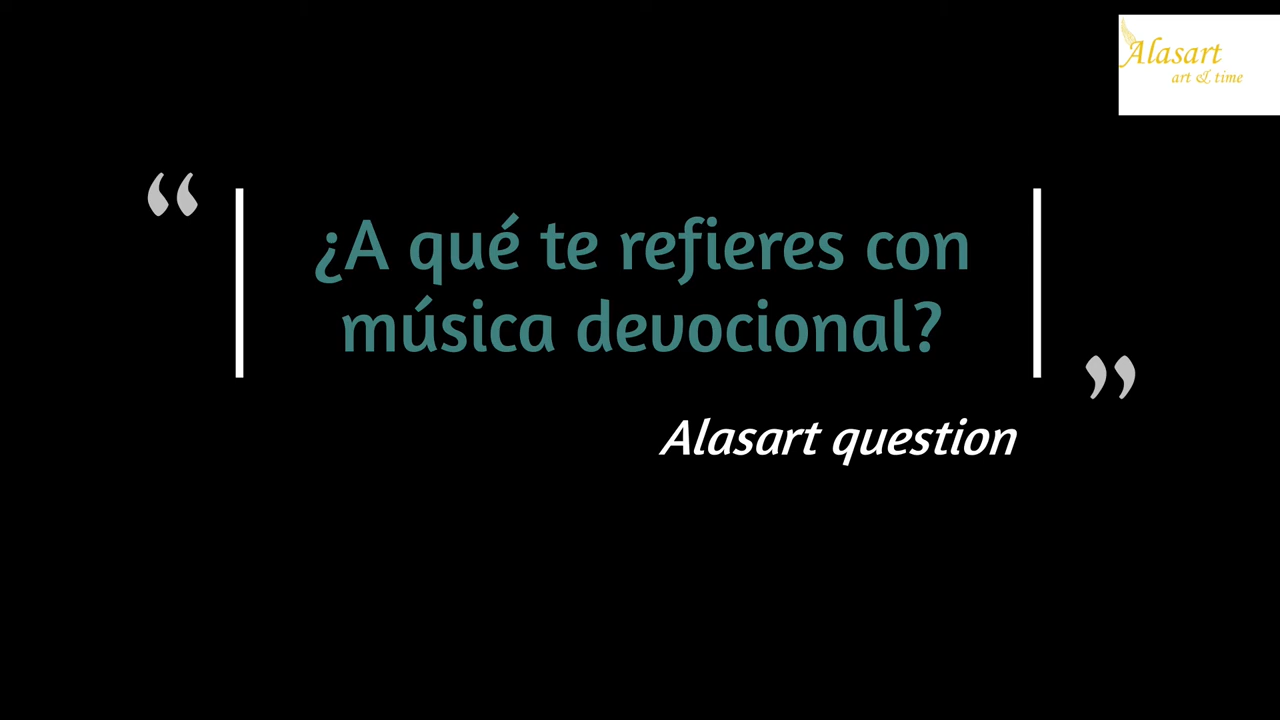 Alasart
art & time
“ ¿A qué te refieres con
música devocional? ”
Alasart question